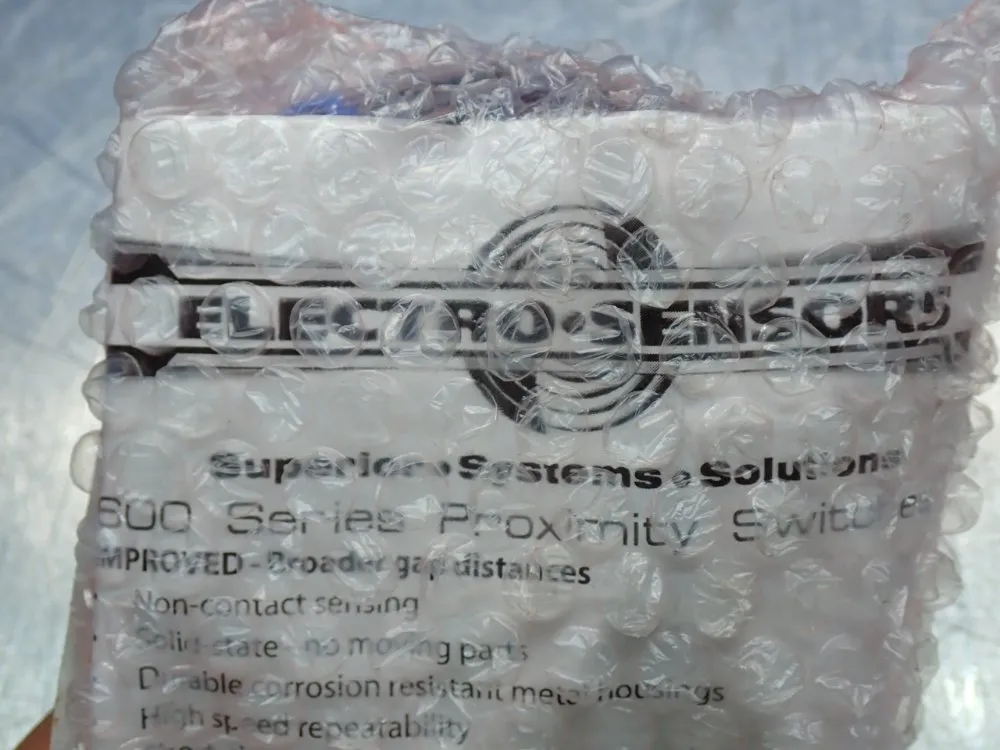 ELECTRO•SENSORS
Superior • Systems • Solutions
600 Series Proximity Switches
IMPROVED - Broader gap distances
Non-contact sensing
Solid-state - no moving parts
Durable corrosion resistant metal housings
High speed repeatability